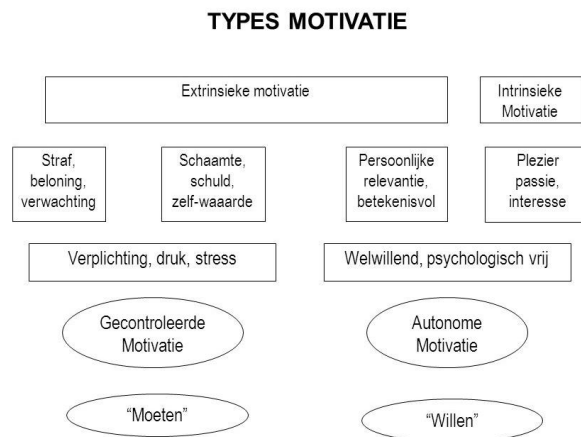 TYPES MOTIVATIE
Extrinsieke motivatie
Intrinsieke
Motivatie
Straf,
beloning,
verwachting
Schaamte,
schuld,
zelf-waaarde
Persoonlijke
relevantie,
betekenisvol
Plezier
passie,
interesse
Verplichting, druk, stress
Welwillend, psychologisch vrij
Gecontroleerde
Motivatie
Autonome
Motivatie
“Moeten”
“Willen”